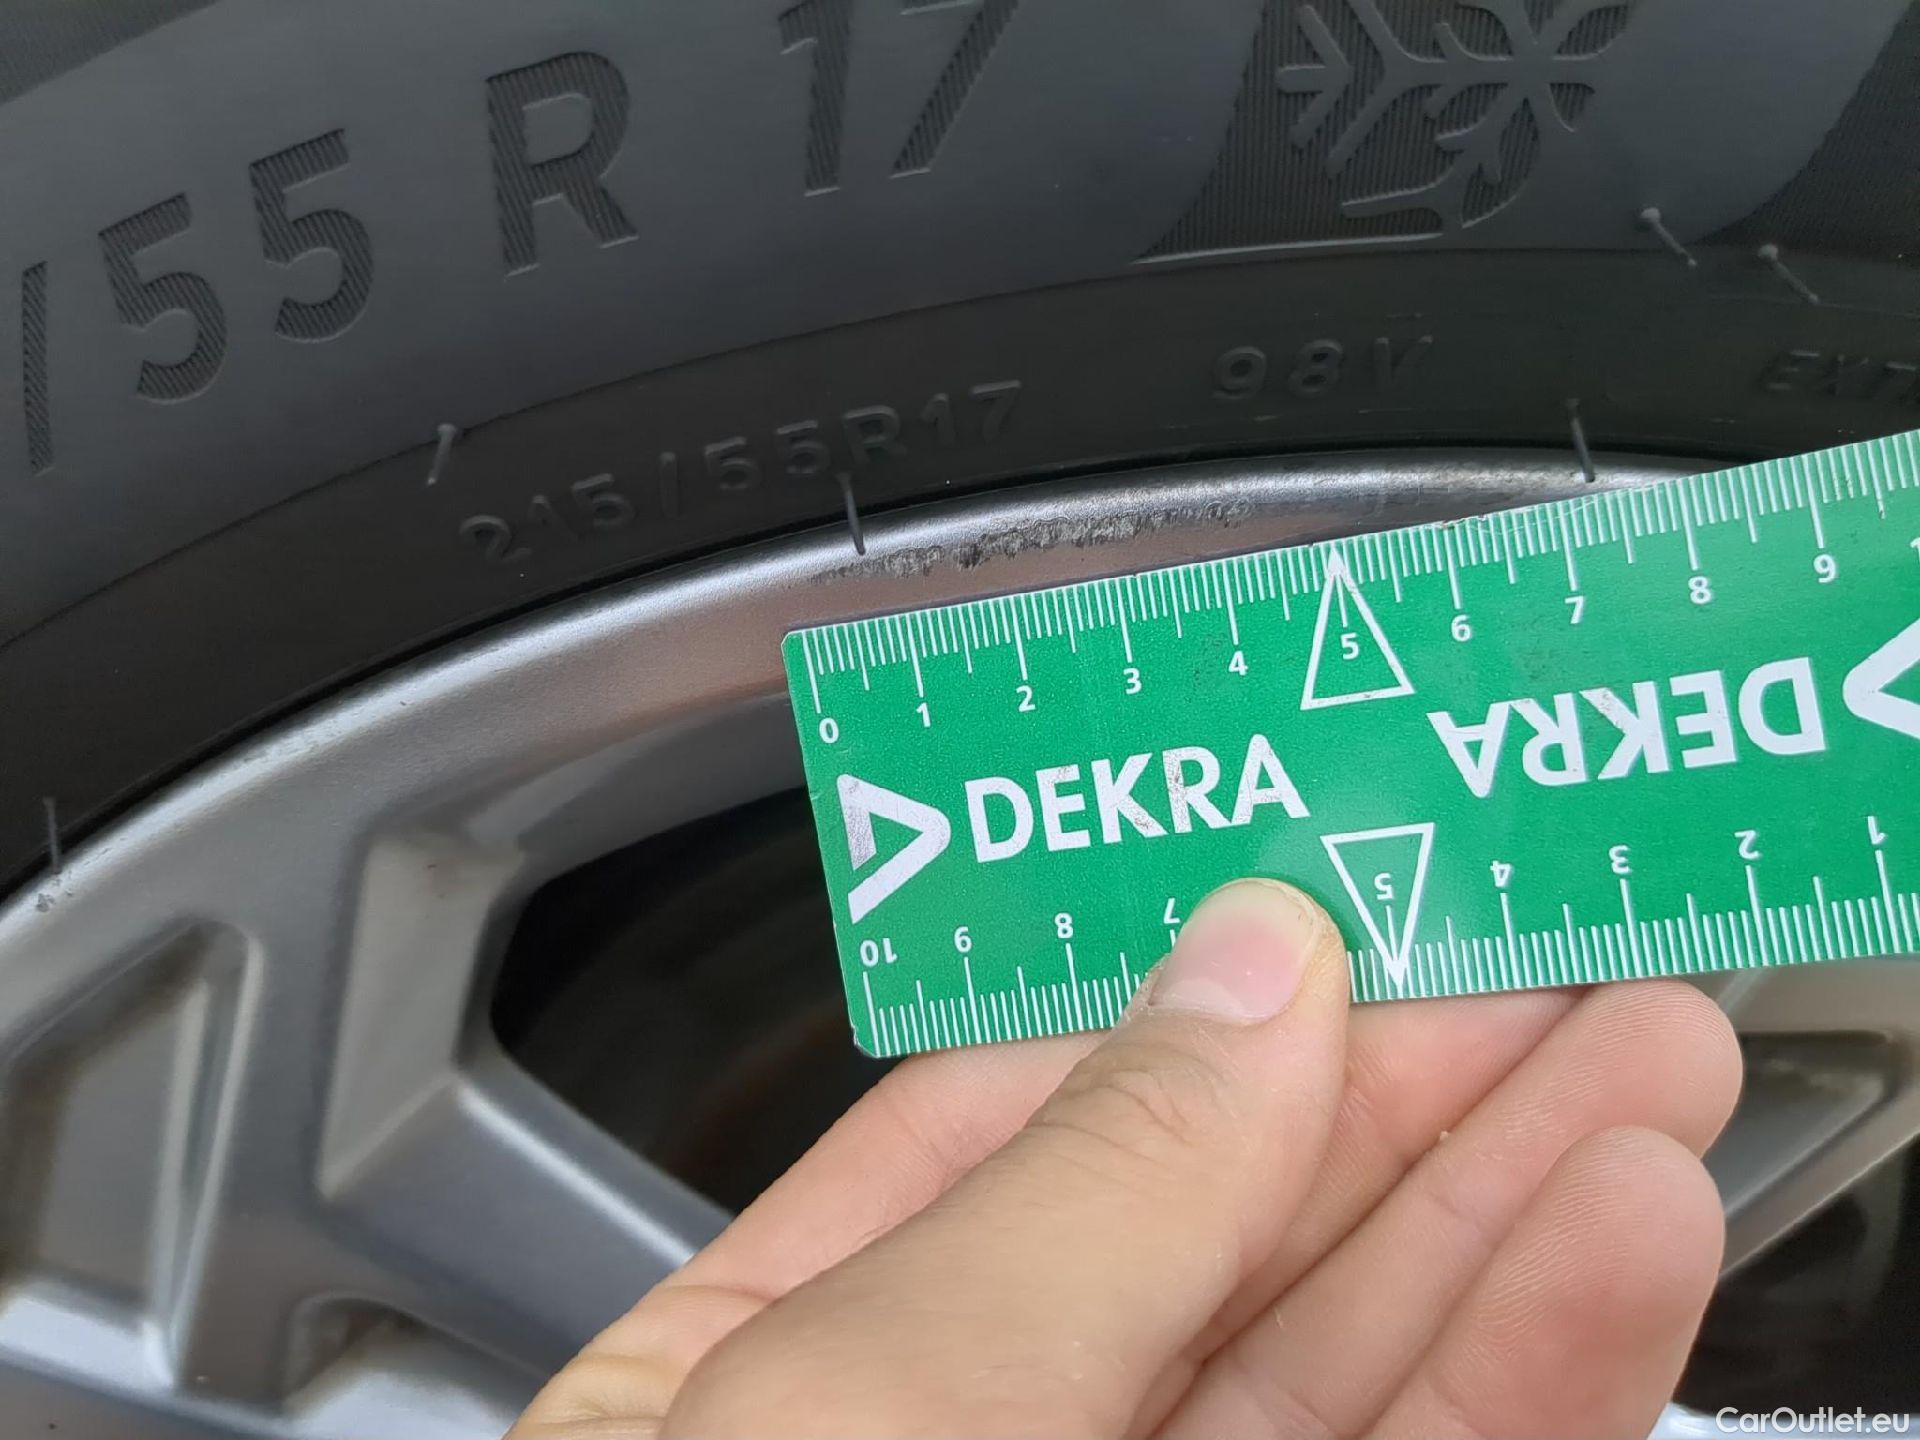 /55 R 17
215/55R17 98V
0 1 2 3 4 5 6 7 8 9
DEKRA
DEKRA
10 9 8 7 5 4 3 2 1
CarOutlet.eu